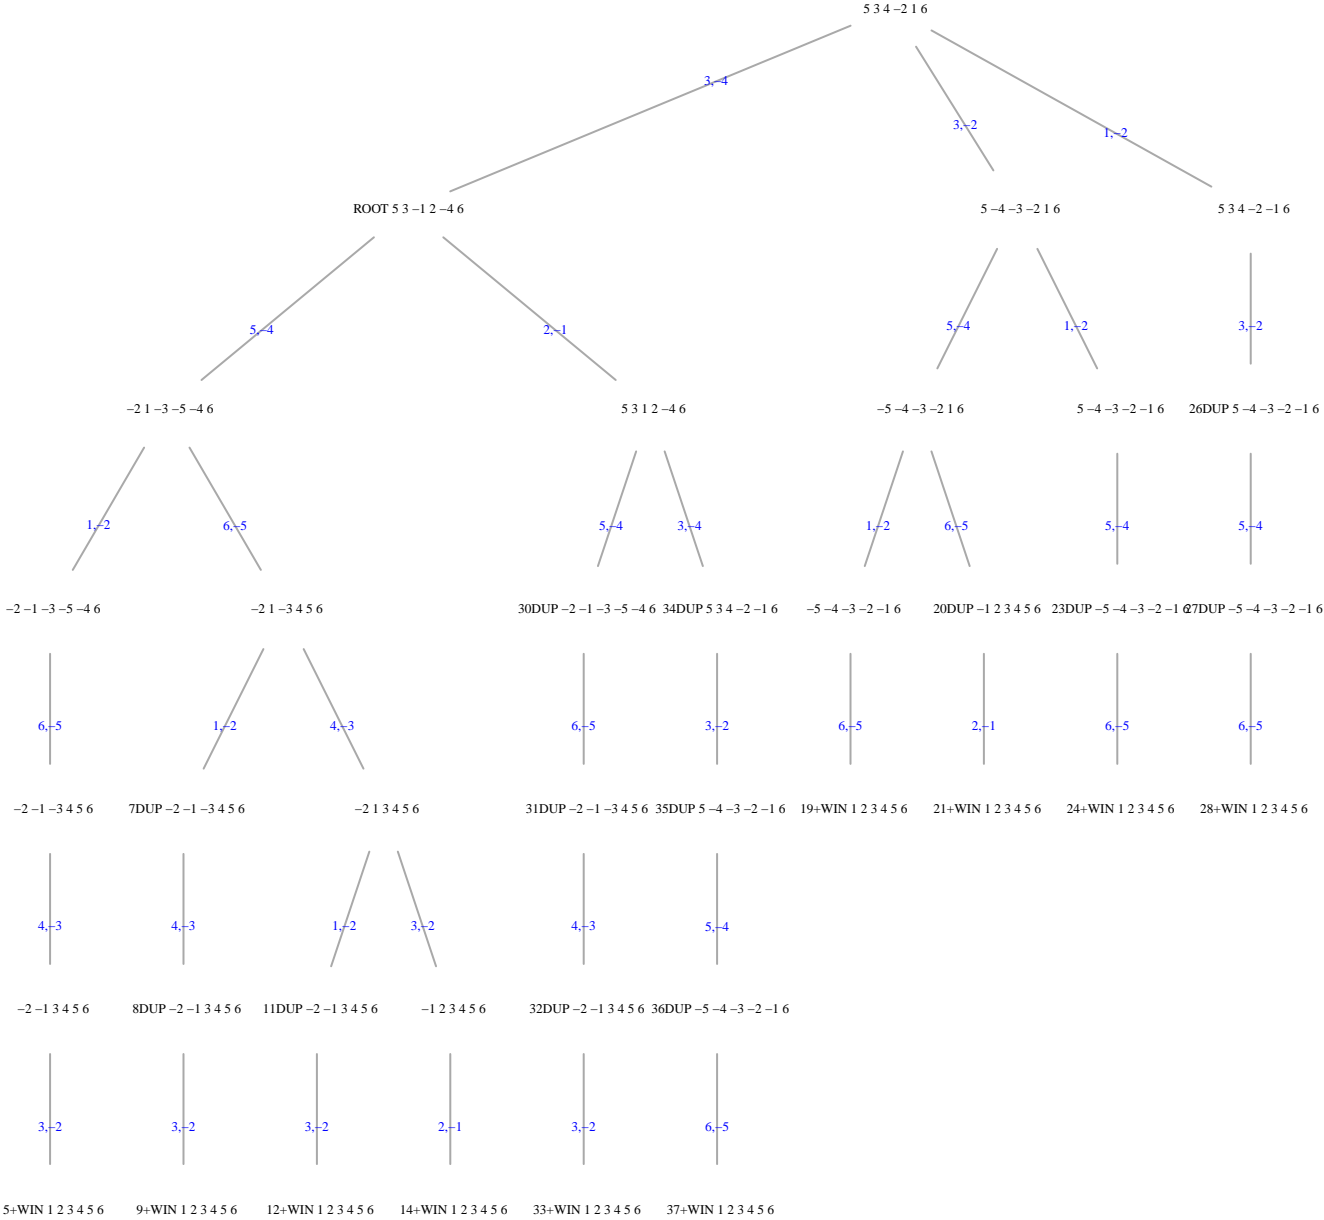 5 3 4 −2 1 6
3,−4
3,−2
1,−2
ROOT 5 3 −1 2 −4 6
5 −4 −3 −2 1 6
5 3 4 −2 −1 6
5,−4
2,−1
5,−4
1,−2
3,−2
−2 1 −3 −5 −4 6
5 3 1 2 −4 6
−5 −4 −3 −2 1 6
5 −4 −3 −2 −1 6
26DUP 5 −4 −3 −2 −1 6
1,−2
6,−5
5,−4
3,−4
1,−2
6,−5
5,−4
5,−4
−2 −1 −3 −5 −4 6
−2 1 −3 4 5 6
30DUP −2 −1 −3 −5 −4 6
34DUP 5 3 4 −2 −1 6
−5 −4 −3 −2 −1 6
20DUP −1 2 3 4 5 6
23DUP −5 −4 −3 −2 −1 6
27DUP −5 −4 −3 −2 −1 6
6,−5
1,−2
4,−3
6,−5
3,−2
6,−5
2,−1
6,−5
6,−5
−2 −1 −3 4 5 6
7DUP −2 −1 −3 4 5 6
−2 1 3 4 5 6
31DUP −2 −1 −3 4 5 6
35DUP 5 −4 −3 −2 −1 6
19+WIN 1 2 3 4 5 6
21+WIN 1 2 3 4 5 6
24+WIN 1 2 3 4 5 6
28+WIN 1 2 3 4 5 6
4,−3
4,−3
1,−2
3,−2
4,−3
5,−4
−2 −1 3 4 5 6
8DUP −2 −1 3 4 5 6
11DUP −2 −1 3 4 5 6
−1 2 3 4 5 6
32DUP −2 −1 3 4 5 6
36DUP −5 −4 −3 −2 −1 6
3,−2
3,−2
3,−2
2,−1
3,−2
6,−5
5+WIN 1 2 3 4 5 6
9+WIN 1 2 3 4 5 6
12+WIN 1 2 3 4 5 6
14+WIN 1 2 3 4 5 6
33+WIN 1 2 3 4 5 6
37+WIN 1 2 3 4 5 6